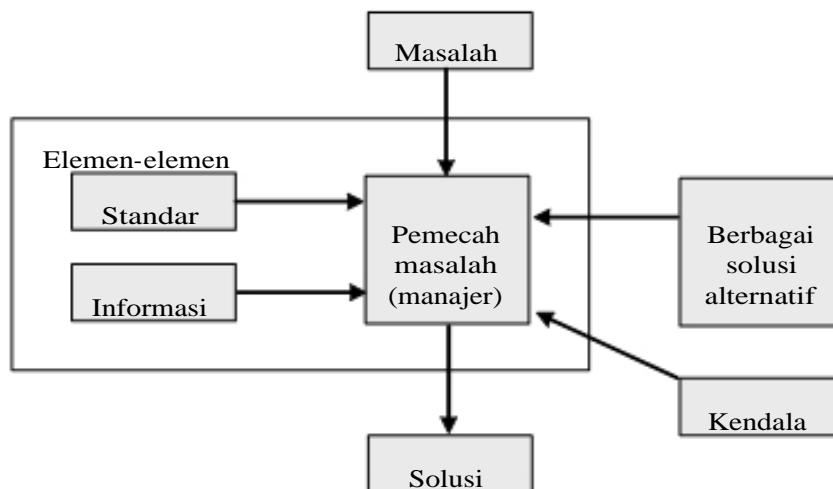 Masalah
Elemen-elemen
Standar
Informasi
Pemecah
masalah
(manajer)
Berbagai
solusi
alternatif
Kendala
Solusi